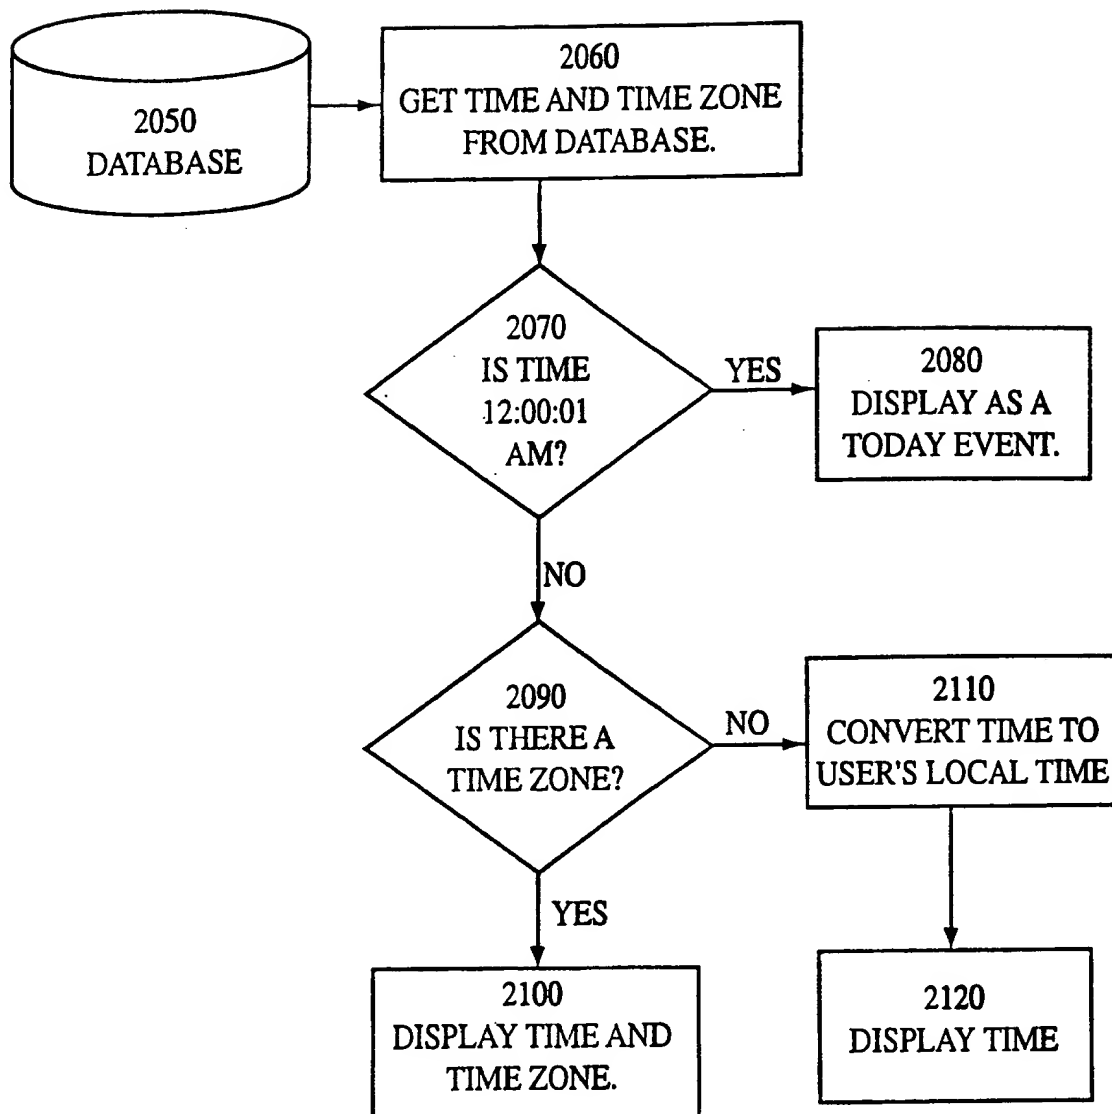 2050
DATABASE
2060
GET TIME AND TIME ZONE
FROM DATABASE.
2070
IS TIME
12:00:01
AM?
YES
2080
DISPLAY AS A
TODAY EVENT.
NO
2090
IS THERE A
TIME ZONE?
NO
2110
CONVERT TIME TO
USER'S LOCAL TIME
YES
2100
DISPLAY TIME AND
TIME ZONE.
2120
DISPLAY TIME